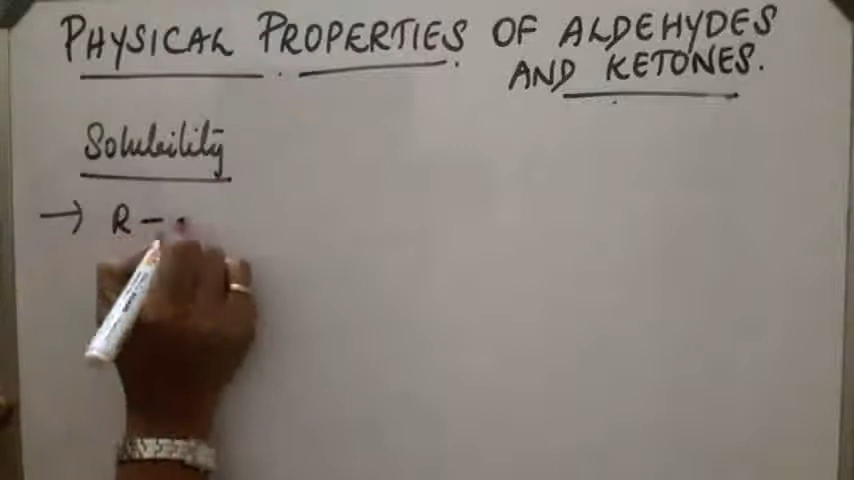 PHYSICAL PROPERTIES OF ALDEHYDES
AND KETONES.
Solubility
→ R -